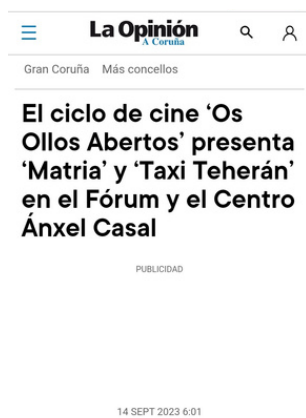 La Opinión
A Coruña
Gran Coruña Más concellos
El ciclo de cine ‘Os
Ollos Abertos’ presenta
‘Matria’ y ‘Taxi Teherán’
en el Fórum y el Centro
Ánxel Casal
PUBLICIDAD
14 SEPT 2023 6:01